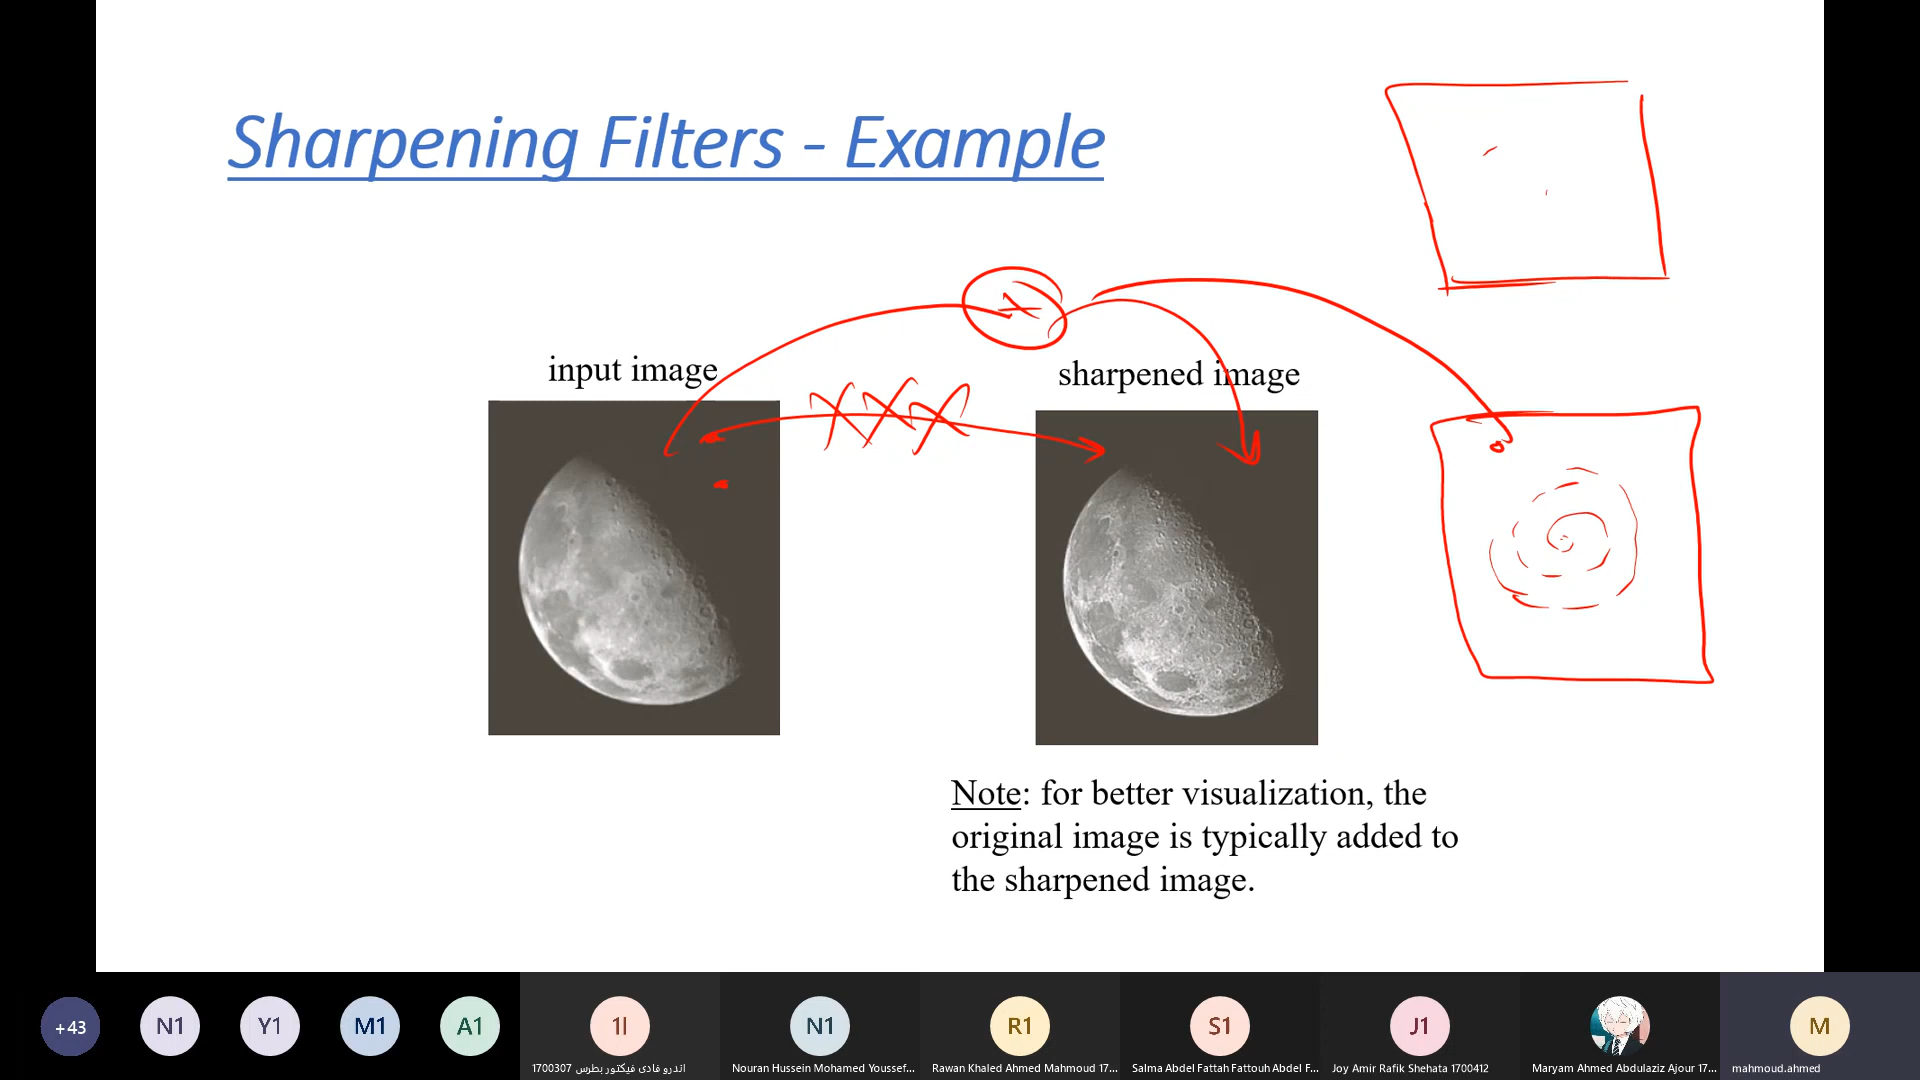 Sharpening Filters - Example
input image
sharpened image
Note: for better visualization, the
original image is typically added to
the sharpened image.
+43
N1
Y1
M1
A1
1ا
N1
R1
S1
J1
M
اندرو فادى فيكتور بطرس 1700307
Nouran Hussein Mohamed Youssef...
Rawan Khaled Ahmed Mahmoud 17...
Salma Abdel Fattah Fattouh Abdel F...
Joy Amir Rafik Shehata 1700412
Maryam Ahmed Abdulaziz Ajour 17...
mahmoud.ahmed